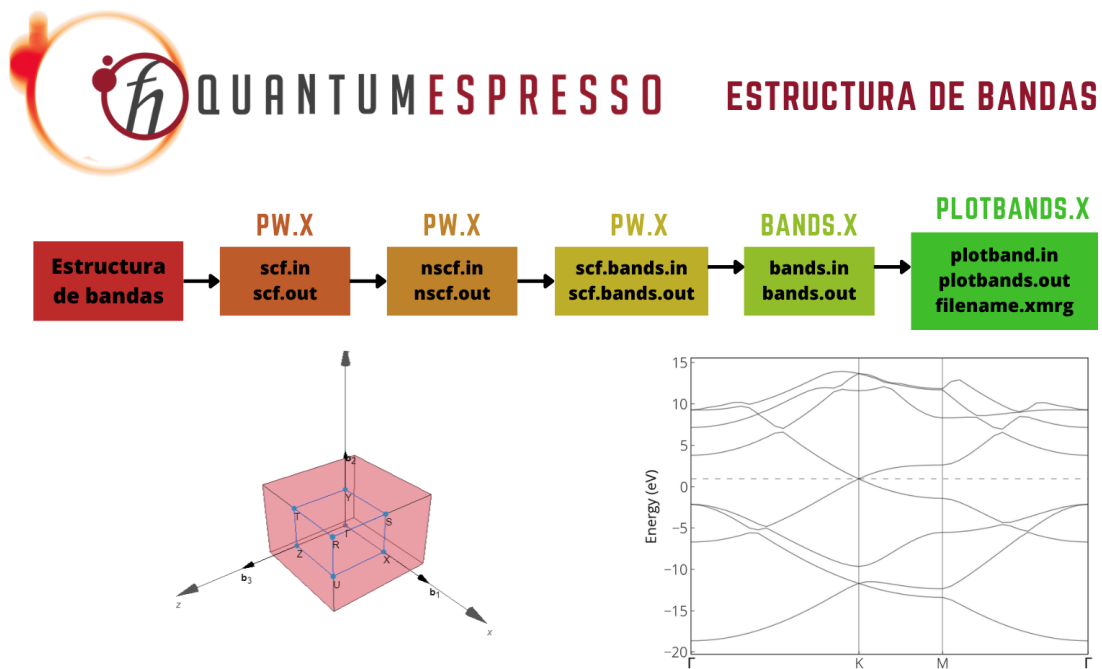 ħ QUANTUMESPRESSO
ESTRUCTURA DE BANDAS
PW.X
PW.X
PW.X
BANDS.X
PLOTBANDS.X
Estructura
de bandas
scf.in
scf.out
nscf.in
nscf.out
scf.bands.in
scf.bands.out
bands.in
bands.out
plotband.in
plotbands.out
filename.xmrg
b2
Y
T
S
R
Γ
Z
X
U
b3
b1
z
x
15
10
5
0
−5
−10
−15
−20
Energy (eV)
Γ
K
M
Γ